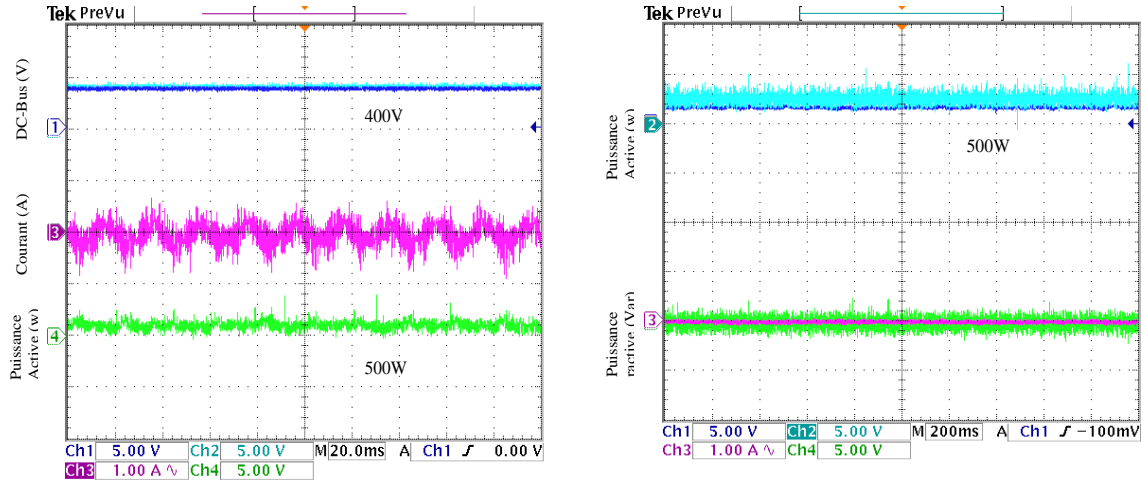 Tek PreVu
DC-Bus (V)
1
400V
Courant (A)
3
Puissance
Active (w)
4
500W
Ch1 5.00 V Ch2 5.00 V M 20.0ms A Ch1 0.00 V
Ch3 1.00 A Ch4 5.00 V
Tek PreVu
Puissance
Active (w)
2
500W
Puissance
ractive (Var)
3
Ch1 5.00 V Ch2 5.00 V M 200ms A Ch1 -100mV
Ch3 1.00 A Ch4 5.00 V